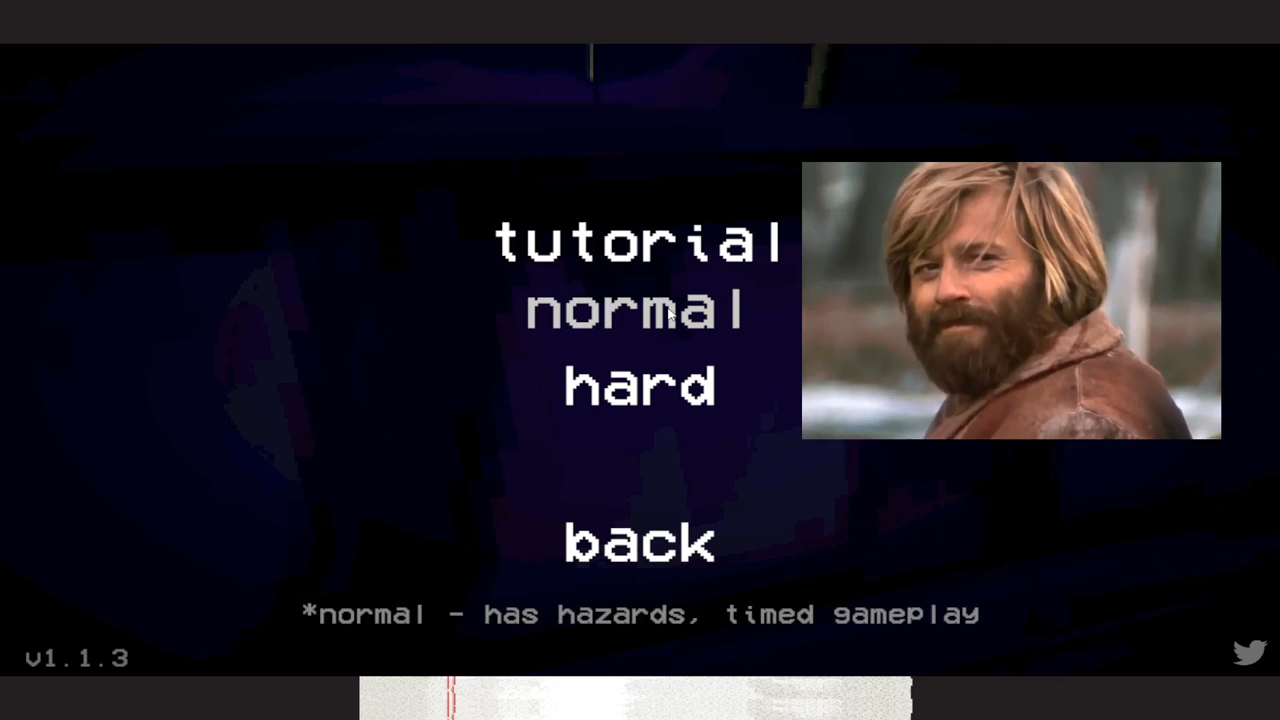 tutorial
normal
hard
back
*normal - has hazards, timed gameplay
v1.1.3